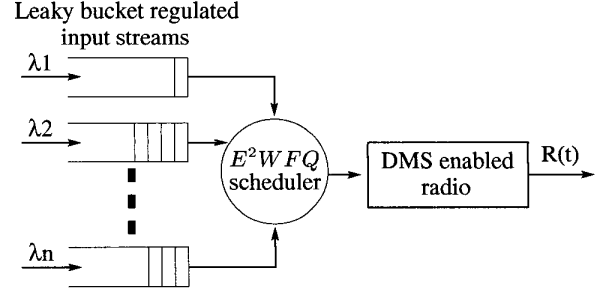 Leaky bucket regulated
input streams
λ1
λ2
E²WFQ
scheduler
DMS enabled
radio
R(t)
λn